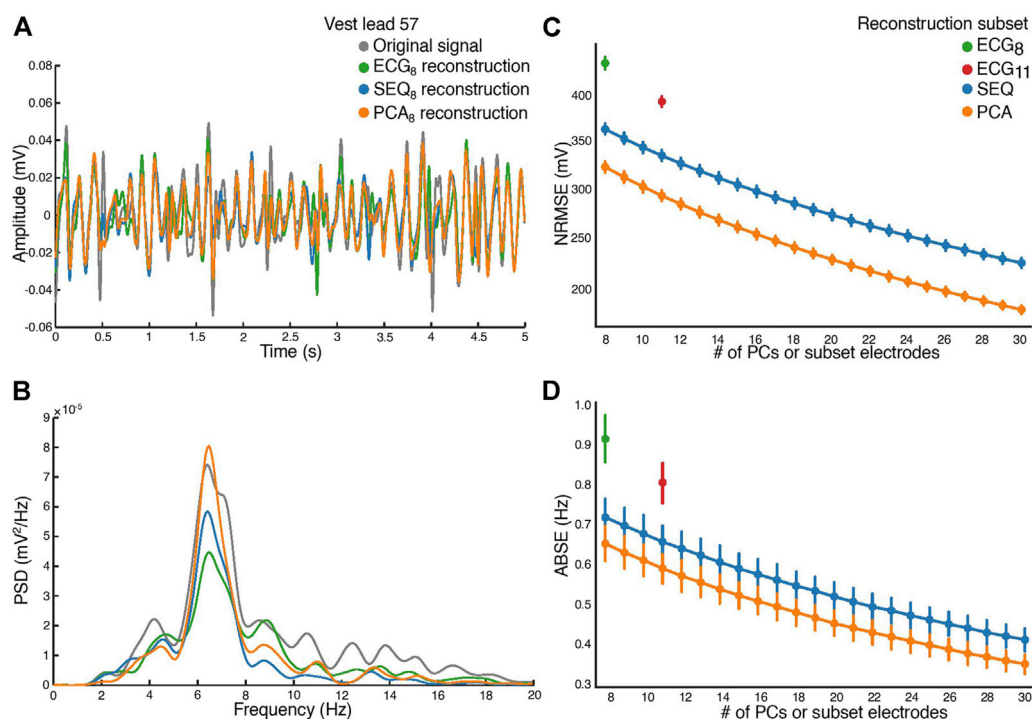 A
Vest lead 57
Original signal
ECG8 reconstruction
SEQ8 reconstruction
PCA8 reconstruction
Amplitude (mV)
0.08
0.06
0.04
0.02
0
-0.02
-0.04
-0.06
0 0.5 1 1.5 2 2.5 3 3.5 4 4.5 5
Time (s)
B
×10-5
PSD (mV2/Hz)
9
8
7
6
5
4
3
2
1
0
0 2 4 6 8 10 12 14 16 18 20
Frequency (Hz)
C
Reconstruction subset
ECG8
ECG11
SEQ
PCA
NRMSE (mV)
400
350
300
250
200
8 10 12 14 16 18 20 22 24 26 28 30
# of PCs or subset electrodes
D
ABSE (Hz)
1.0
0.9
0.8
0.7
0.6
0.5
0.4
0.3
8 10 12 14 16 18 20 22 24 26 28 30
# of PCs or subset electrodes